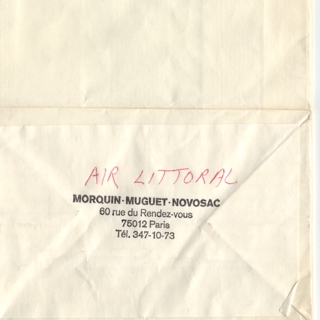 AIR LITTORAL
MORQUIN·MUGUET·NOVOSAC
60 rue du Rendez-vous
75012 Paris
Tél. 347-10-73